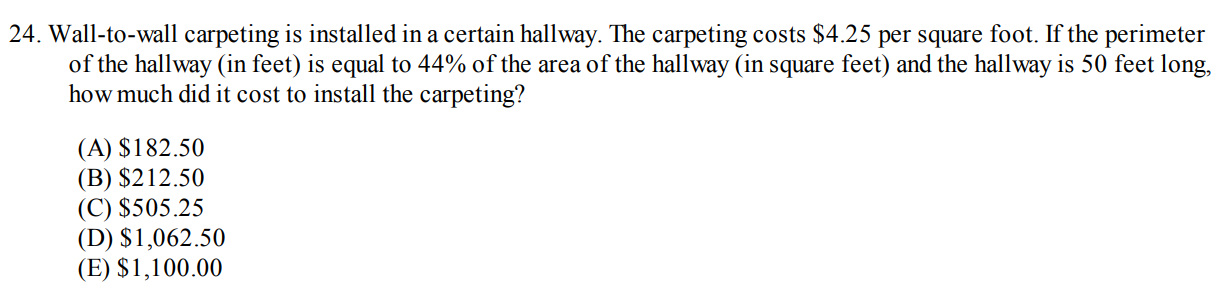 24. Wall-to-wall carpeting is installed in a certain hallway. The carpeting costs $4.25 per square foot. If the perimeter
of the hallway (in feet) is equal to 44% of the area of the hallway (in square feet) and the hallway is 50 feet long,
how much did it cost to install the carpeting?
(A) $182.50
(B) $212.50
(C) $505.25
(D) $1,062.50
(E) $1,100.00